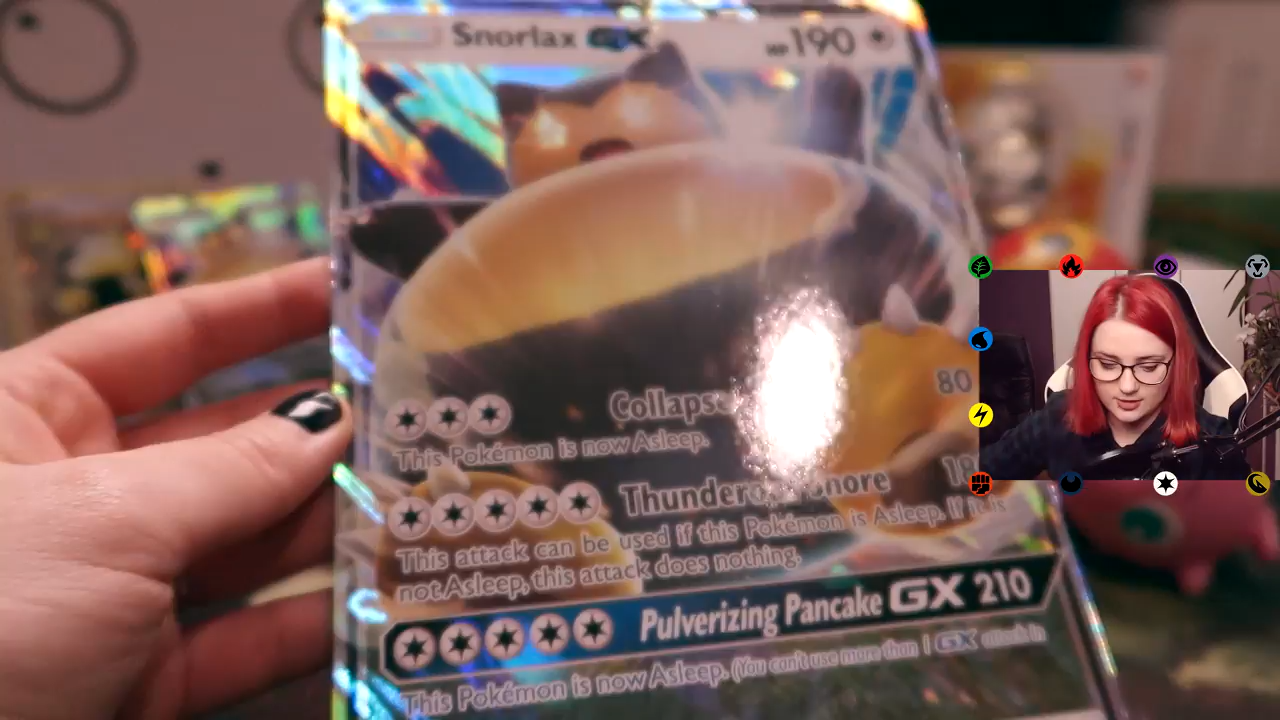 Snorlax GX HP190
Collapse 80
This Pokémon is now Asleep.
Thunderous Snore
This attack can be used if this Pokémon is Asleep. If it is
not Asleep, this attack does nothing.
Pulverizing Pancake GX 210
This Pokémon is now Asleep. (You can't use more than 1 GX attack in